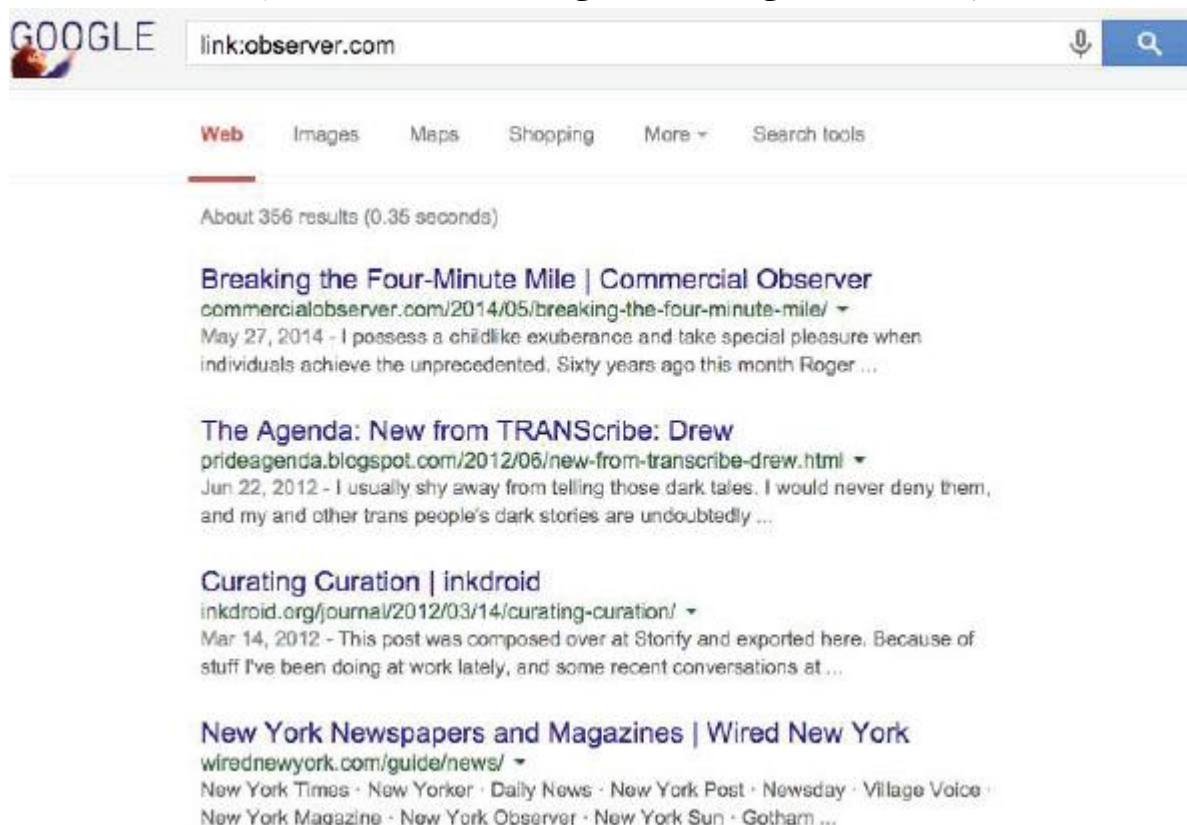 GOOGLE
link:observer.com
Web Images Maps Shopping More Search tools
About 356 results (0.35 seconds)
Breaking the Four-Minute Mile | Commercial Observer
commercialobserver.com/2014/05/breaking-the-four-minute-mile/
May 27, 2014 - I possess a childlike exuberance and take special pleasure when
individuals achieve the unprecedented. Sixty years ago this month Roger ...
The Agenda: New from TRANScribe: Drew
prideagenda.blogspot.com/2012/06/new-from-transcribe-drew.html
Jun 22, 2012 - I usually shy away from telling those dark tales. I would never deny them,
and my and other trans people's dark stories are undoubtedly ...
Curating Curation | inkdroid
inkdroid.org/journal/2012/03/14/curating-curation/
Mar 14, 2012 - This post was composed over at Storify and exported here. Because of
stuff I've been doing at work lately, and some recent conversations at ...
New York Newspapers and Magazines | Wired New York
wirednewyork.com/guide/news/
New York Times · New Yorker · Daily News · New York Post · Newsday · Village Voice ·
New York Magazine · New York Observer · New York Sun · Gotham ...